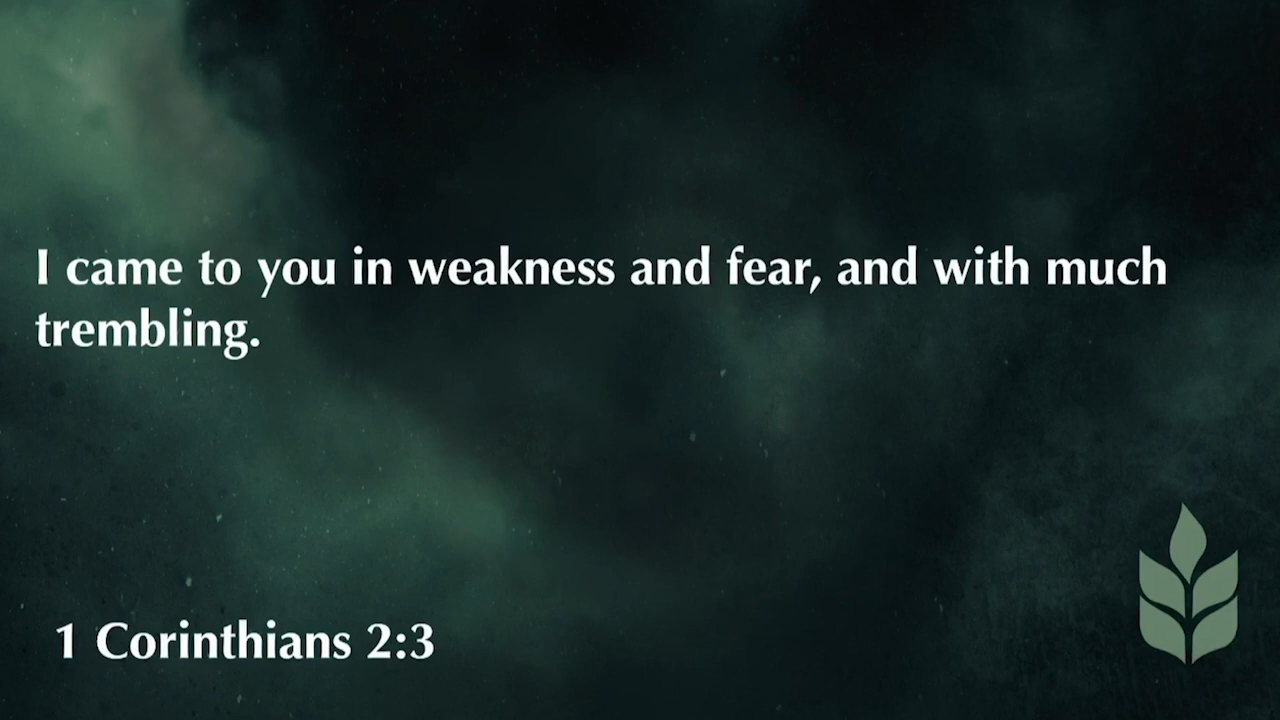 I came to you in weakness and fear, and with much
trembling.
1 Corinthians 2:3